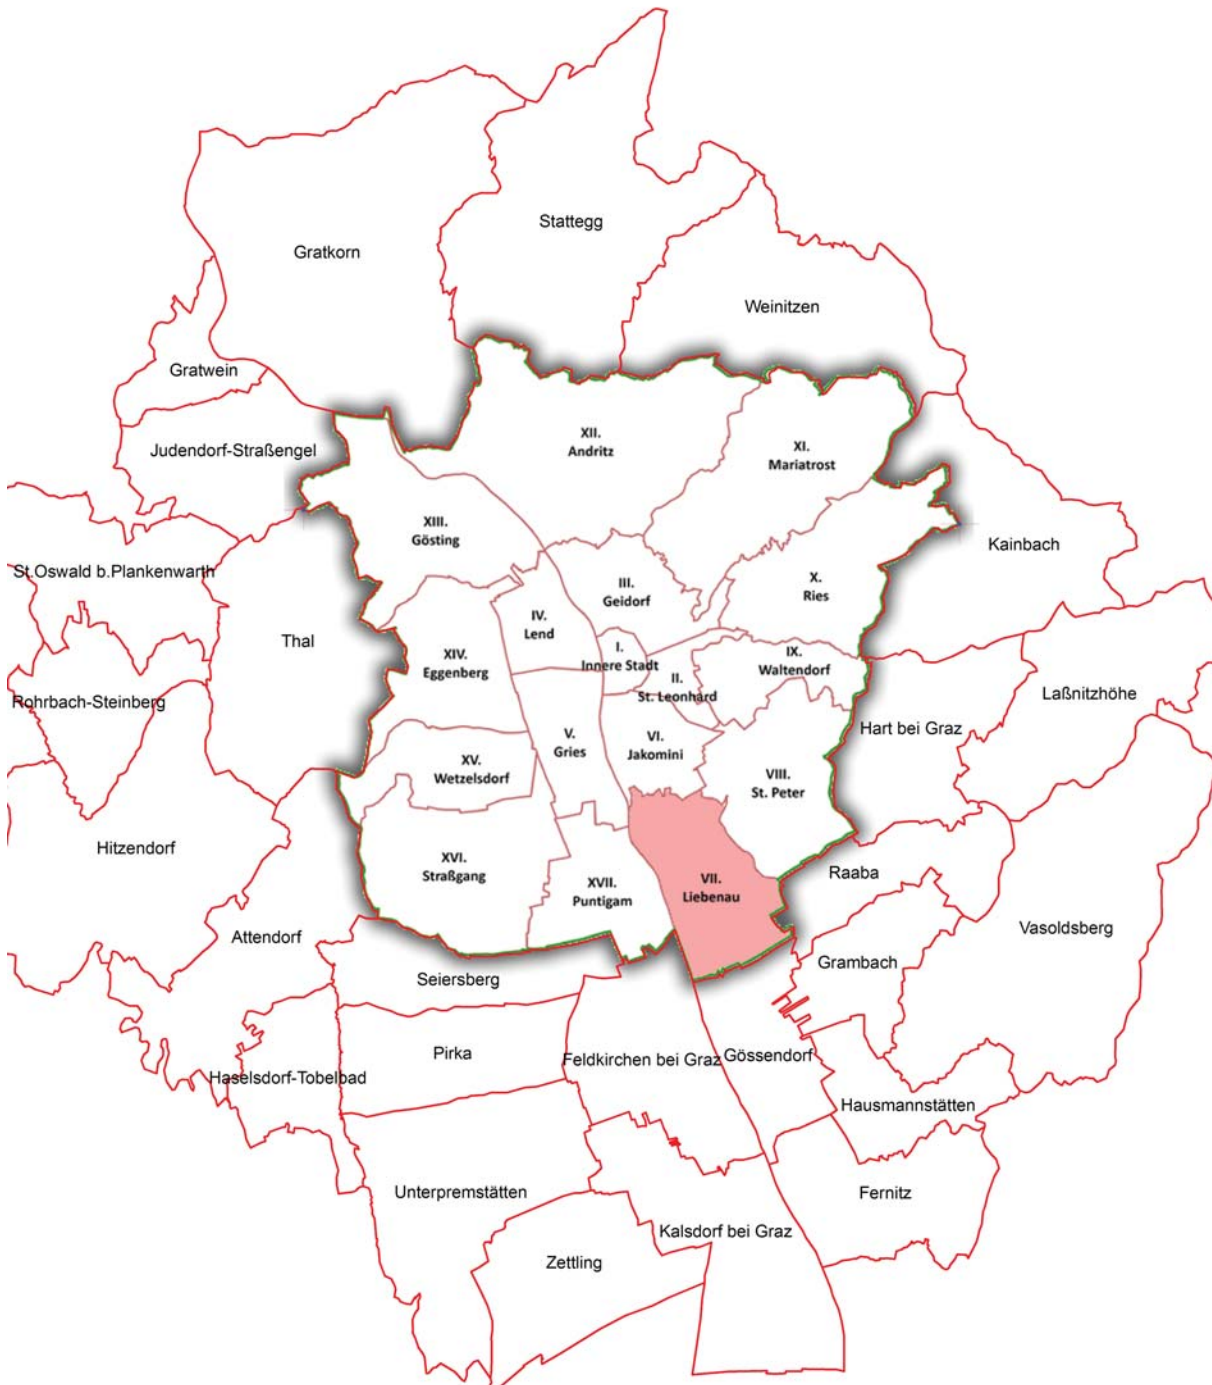 Stattegg
Gratkorn
Weinitzen
Gratwein
XII.
Andritz
Judendorf-Straßengel
XI.
Mariatrost
XIII.
Gösting
Kainbach
St.Oswald b.Plankenwarth
III.
Geidorf
X.
Ries
IV.
Lend
Thal
I.
Innere Stadt
IX.
Waltendorf
XIV.
Eggenberg
II.
St. Leonhard
Laßnitzhöhe
Rohrbach-Steinberg
Hart bei Graz
V.
Gries
VI.
Jakomini
XV.
Wetzelsdorf
VIII.
St. Peter
Hitzendorf
XVI.
Straßgang
Raaba
VII.
Liebenau
XVII.
Puntigam
Vasoldsberg
Attendorf
Grambach
Seiersberg
Pirka
Feldkirchen bei Graz
Gössendorf
Haselsdorf-Tobelbad
Hausmannstätten
Unterpremstätten
Fernitz
Kalsdorf bei Graz
Zettling